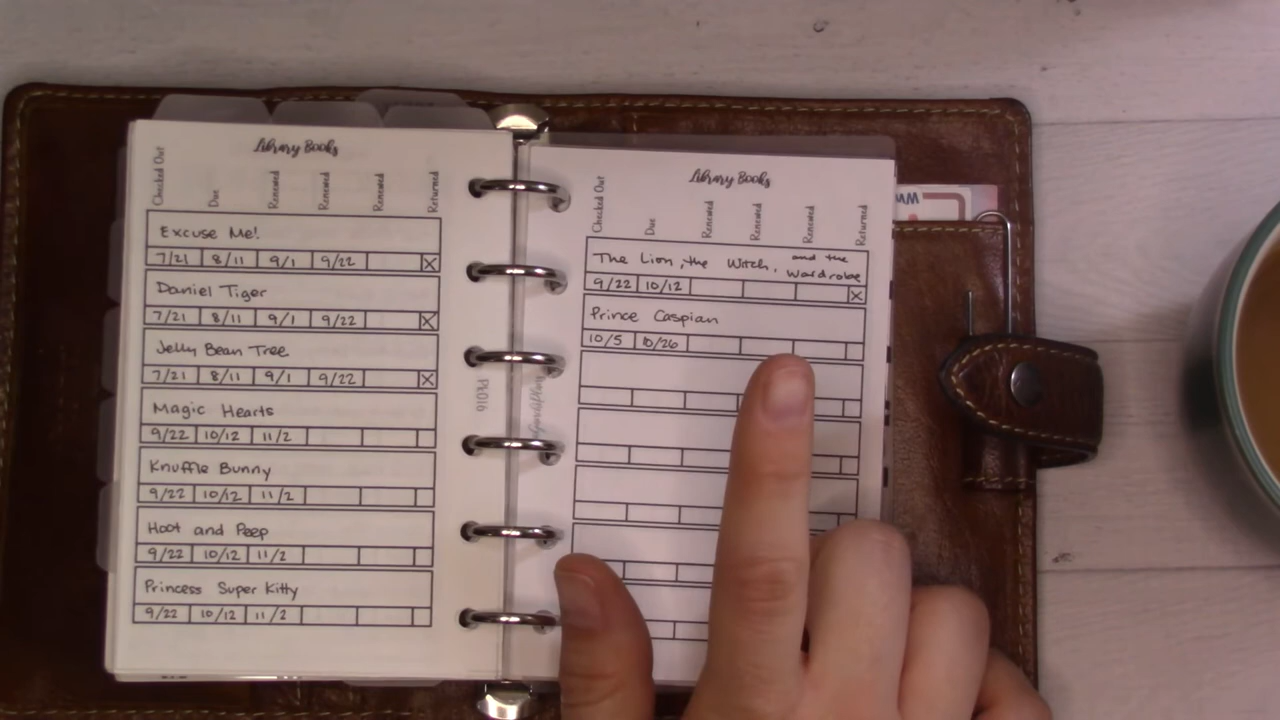 Library Books
Checked Out Due Renewed Renewed Renewed Returned
Excuse Me!
7/21 8/11 9/1 9/22 X
Daniel Tiger
7/21 8/11 9/1 9/22 X
Jelly Bean Tree
7/21 8/11 9/1 9/22 X
Magic Hearts
9/22 10/12 11/2
Knuffle Bunny
9/22 10/12 11/2
Hoot and Peep
9/22 10/12 11/2
Princess Super Kitty
9/22 10/12 11/2
PK016
Library Books
Checked Out Due Renewed Renewed Renewed Returned
The Lion, the Witch, and the
Wardrobe
9/22 10/12 X
Prince Caspian
10/5 10/26